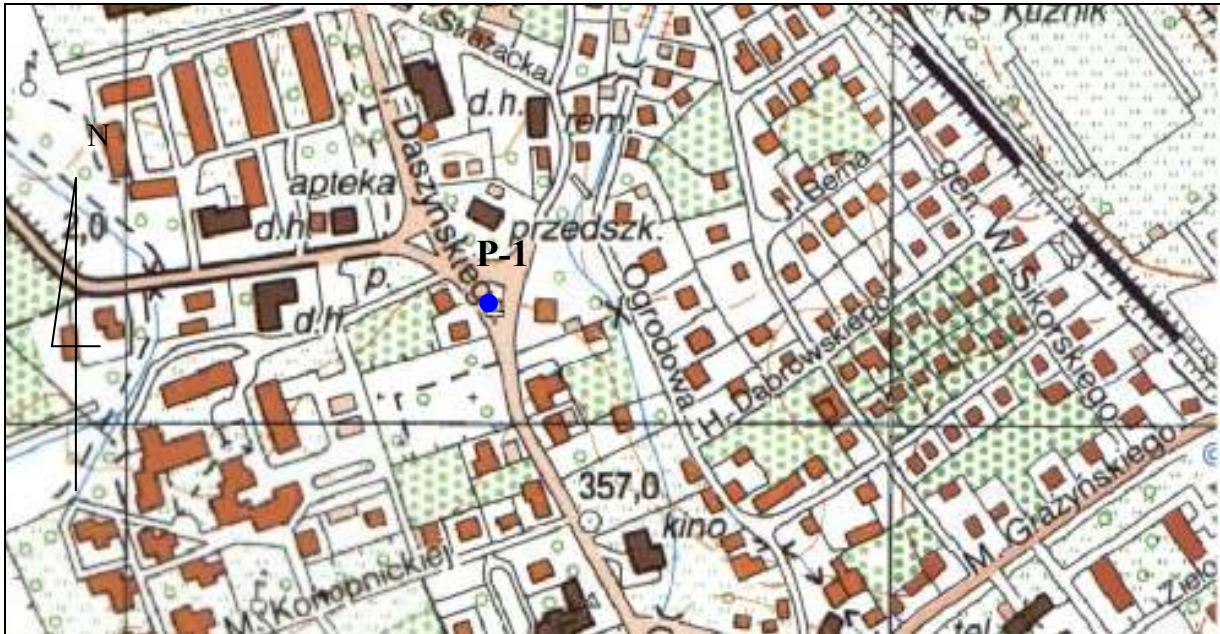 KS Kuźnik
Strażacka
d.h.
rem.
N
I. Daszyńskiego
J. Bema
apteka
2,0
d.h.
przedszk.
gen. W. Sikorskiego
P-1
p.
Ogrodowa
d.h.
H. Dąbrowskiego
357,0
M. Grażyńskiego
kino
M. Konopnickiej
tel.